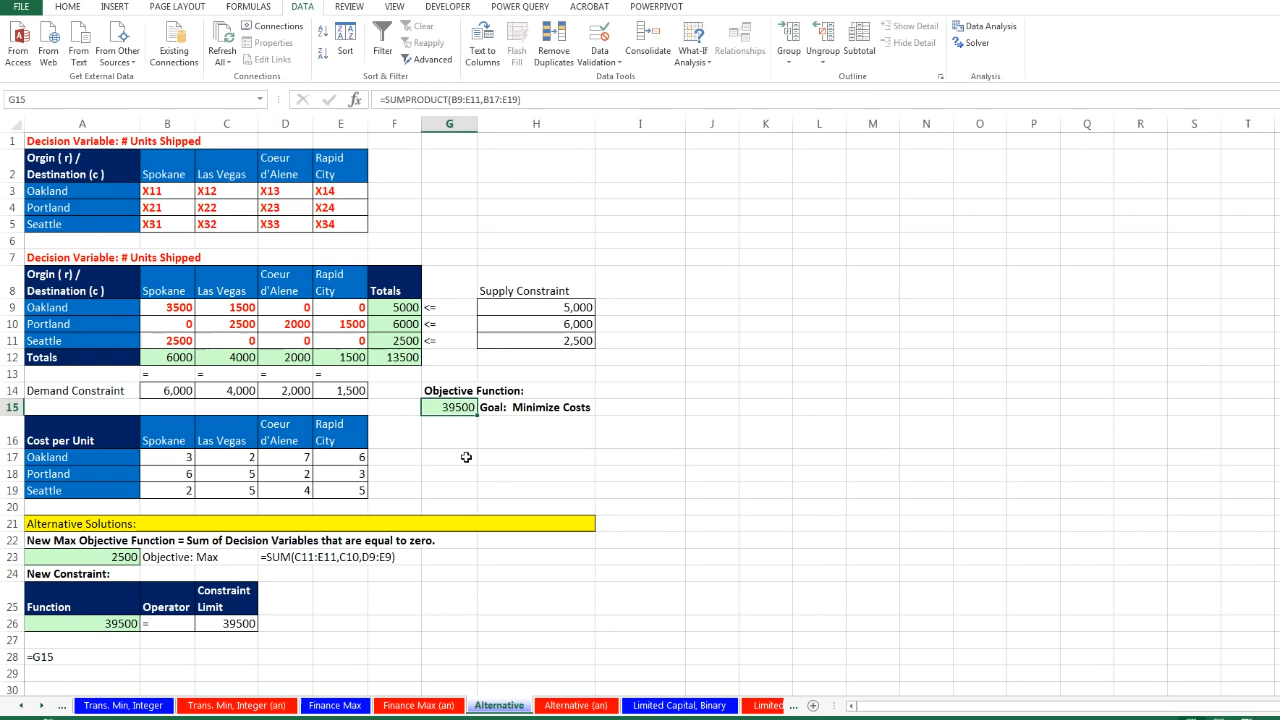 FILE HOME INSERT PAGE LAYOUT FORMULAS DATA REVIEW VIEW DEVELOPER POWER QUERY ACROBAT POWERPIVOT
From Access
From Web
From Text
From Other Sources
Existing Connections
Refresh All
Connections
Properties
Edit Links
Sort
Filter
Clear
Reapply
Advanced
Text to Columns
Flash Fill
Remove Duplicates
Data Validation
Consolidate
What-If Analysis
Relationships
Group
Ungroup
Subtotal
Show Detail
Hide Detail
Data Analysis
Solver
Get External Data Connections Sort & Filter Data Tools Outline Analysis
G15 fx =SUMPRODUCT(B9:E11,B17:E19)
A B C D E F G H I J K L M N O P Q R S T
1 Decision Variable: # Units Shipped
2 Orgin ( r) / Destination (c ) Spokane Las Vegas Coeur d'Alene Rapid City
3 Oakland X11 X12 X13 X14
4 Portland X21 X22 X23 X24
5 Seattle X31 X32 X33 X34
6
7 Decision Variable: # Units Shipped
8 Orgin ( r) / Destination (c ) Spokane Las Vegas Coeur d'Alene Rapid City Totals Supply Constraint
9 Oakland 3500 1500 0 0 5000 <= 5,000
10 Portland 0 2500 2000 1500 6000 <= 6,000
11 Seattle 2500 0 0 0 2500 <= 2,500
12 Totals 6000 4000 2000 1500 13500
13 = = = =
14 Demand Constraint 6,000 4,000 2,000 1,500 Objective Function:
15 39500 Goal: Minimize Costs
16 Cost per Unit Spokane Las Vegas Coeur d'Alene Rapid City
17 Oakland 3 2 7 6
18 Portland 6 5 2 3
19 Seattle 2 5 4 5
20
21 Alternative Solutions:
22 New Max Objective Function = Sum of Decision Variables that are equal to zero.
23 2500 Objective: Max =SUM(C11:E11,C10,D9:E9)
24 New Constraint:
25 Function Operator Constraint Limit
26 39500 = 39500
27
28 =G15
29
30
... Trans. Min, Integer Trans. Min, Integer (an) Finance Max Finance Max (an) Alternative Alternative (an) Limited Capital, Binary Limited ...